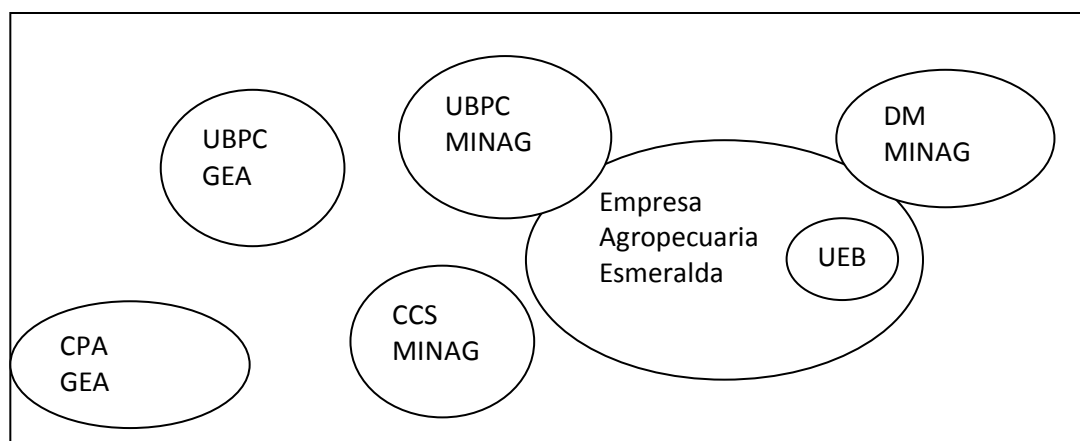 UBPC
GEA
UBPC
MINAG
DM
MINAG
Empresa
Agropecuaria
Esmeralda
UEB
CPA
GEA
CCS
MINAG